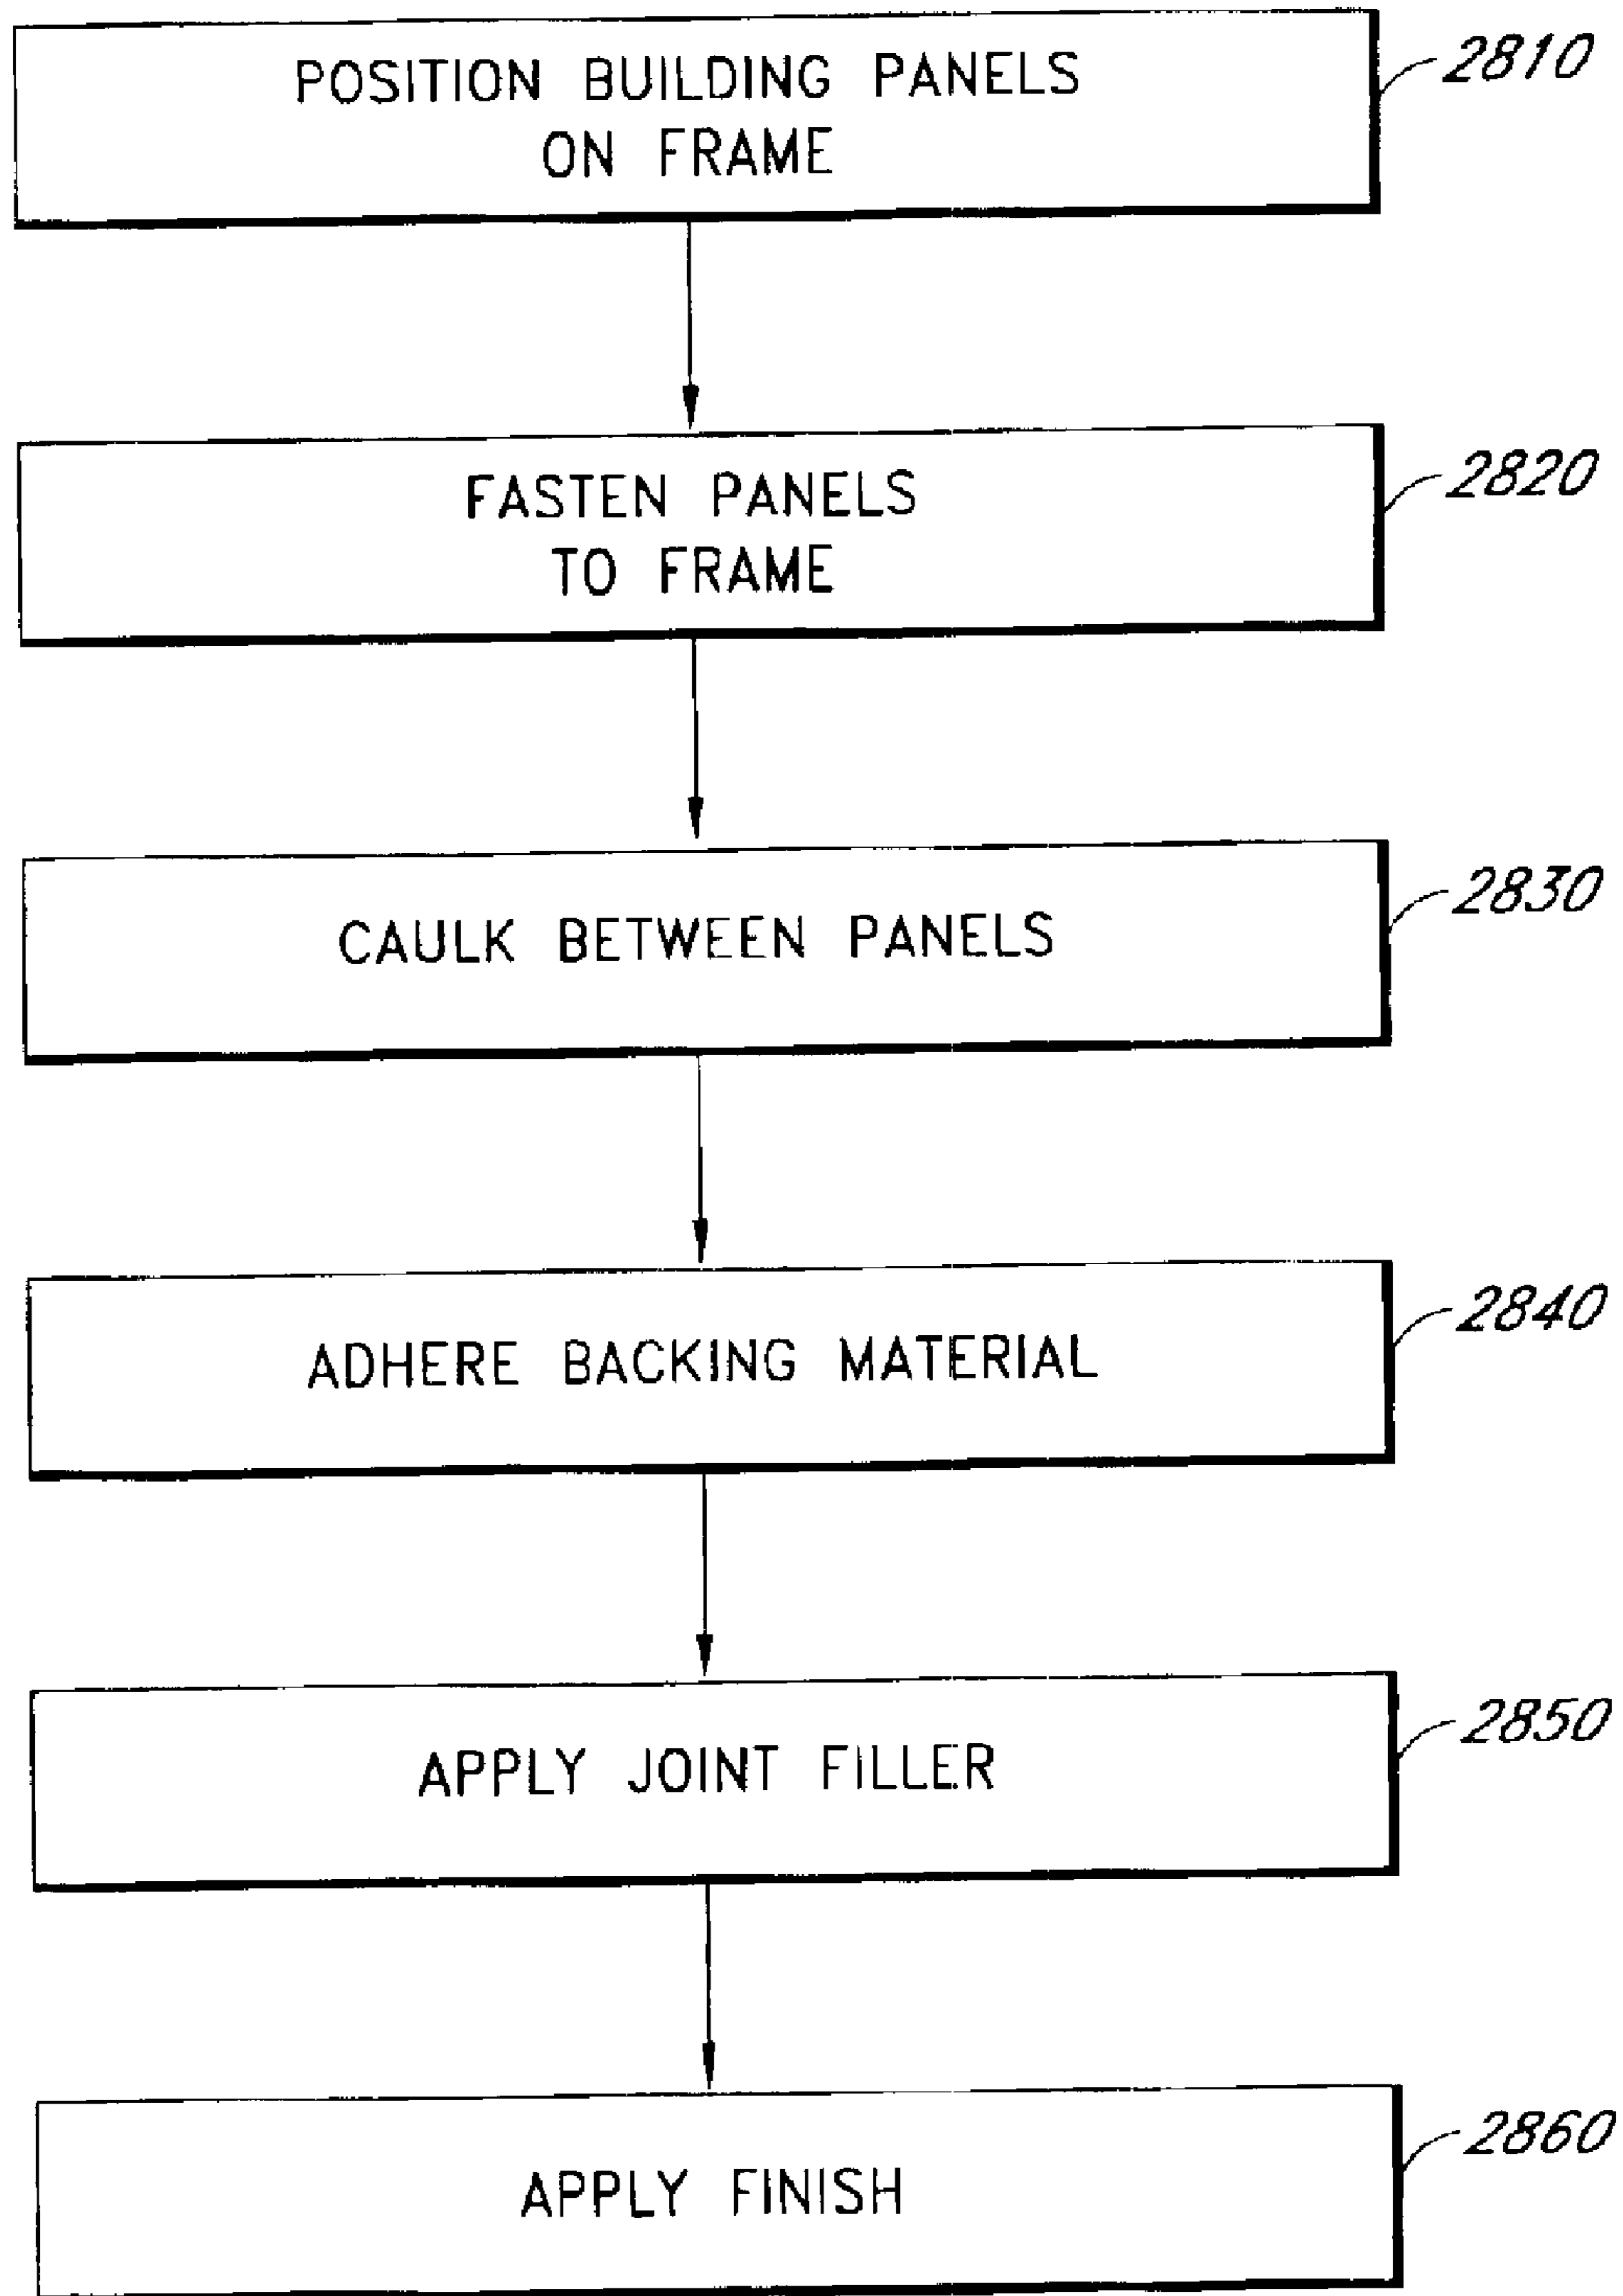 POSITION BUILDING PANELS
ON FRAME
2810
FASTEN PANELS
TO FRAME
2820
CAULK BETWEEN PANELS
2830
ADHERE BACKING MATERIAL
2840
APPLY JOINT FILLER
2850
APPLY FINISH
2860